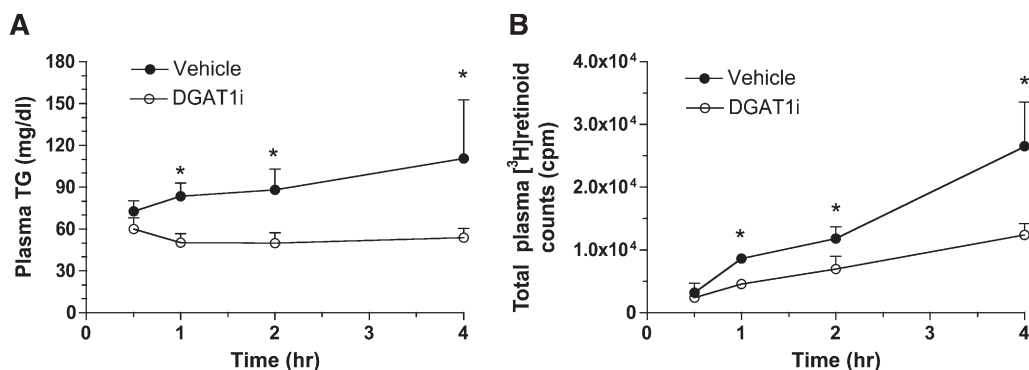 A
Plasma TG (mg/dl)
180
150
120
90
60
30
0
Vehicle
DGAT1i
*
*
*
0 1 2 3 4
Time (hr)
B
Total plasma [³H]retinoid
counts (cpm)
4.0x10⁴
3.0x10⁴
2.0x10⁴
1.0x10⁴
0
Vehicle
DGAT1i
*
*
*
0 1 2 3 4
Time (hr)